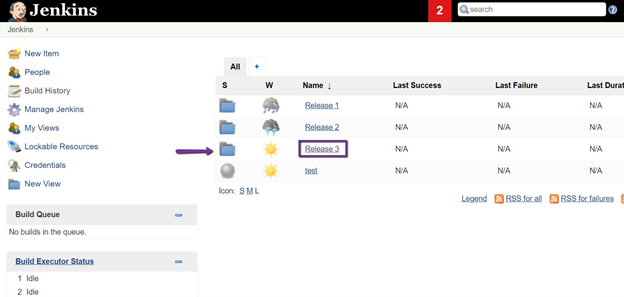 Jenkins
2
search
Jenkins
New Item
People
Build History
Manage Jenkins
My Views
Lockable Resources
Credentials
New View
Build Queue
No builds in the queue.
Build Executor Status
1 Idle
2 Idle
All +
S W Name ↓ Last Success Last Failure Last Durat
Release 1 N/A N/A N/A
Release 2 N/A N/A N/A
Release 3 N/A N/A N/A
test N/A N/A N/A
Icon: S M L
Legend RSS for all RSS for failures